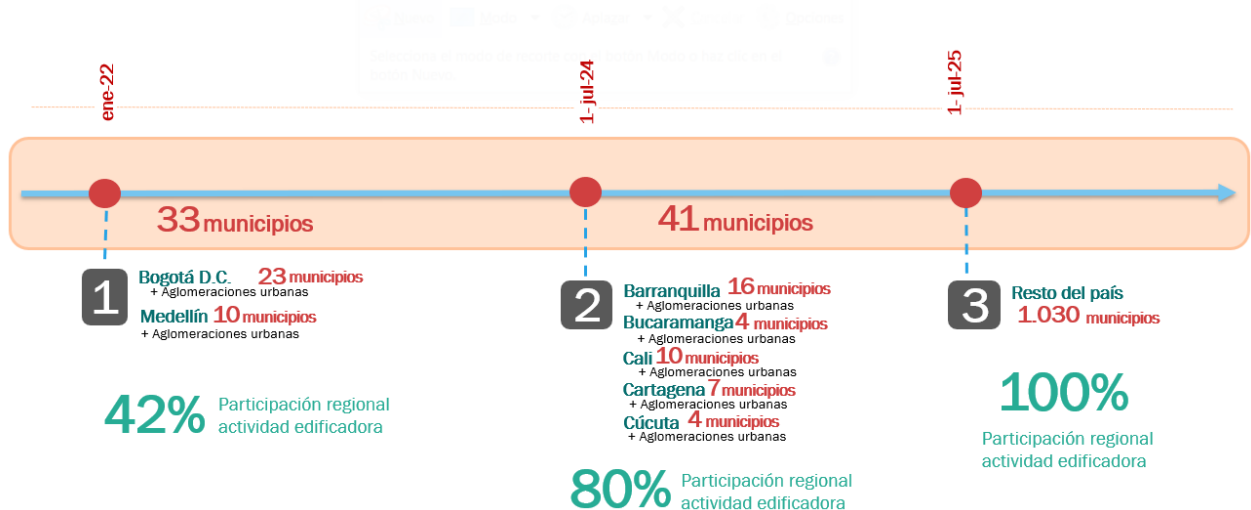 ene-22
1- jul-24
1- jul-25
33 municipios
41 municipios
1
Bogotá D.C. 23 municipios
+ Aglomeraciones urbanas
Medellín 10 municipios
+ Aglomeraciones urbanas
42% Participación regional
actividad edificadora
2
Barranquilla 16 municipios
+ Aglomeraciones urbanas
Bucaramanga 4 municipios
+ Aglomeraciones urbanas
Cali 10 municipios
+ Aglomeraciones urbanas
Cartagena 7 municipios
+ Aglomeraciones urbanas
Cúcuta 4 municipios
+ Aglomeraciones urbanas
80% Participación regional
actividad edificadora
3
Resto del país
1.030 municipios
100%
Participación regional
actividad edificadora